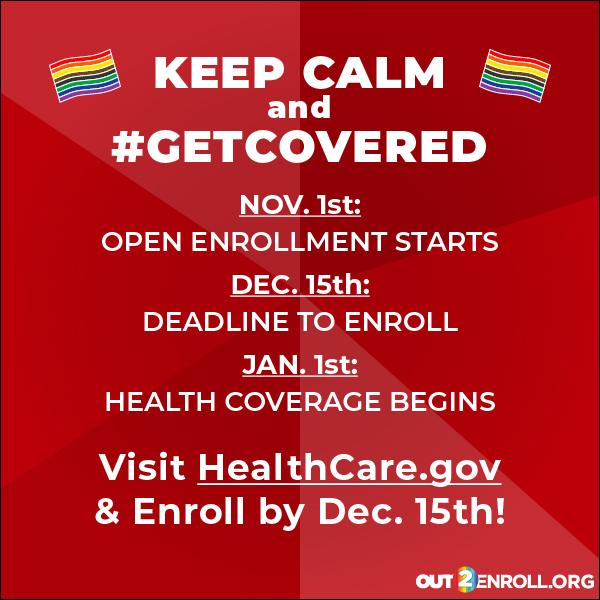 KEEP CALM
and
#GETCOVERED
NOV. 1st:
OPEN ENROLLMENT STARTS
DEC. 15th:
DEADLINE TO ENROLL
JAN. 1st:
HEALTH COVERAGE BEGINS
Visit HealthCare.gov
& Enroll by Dec. 15th!
OUT2ENROLL.ORG